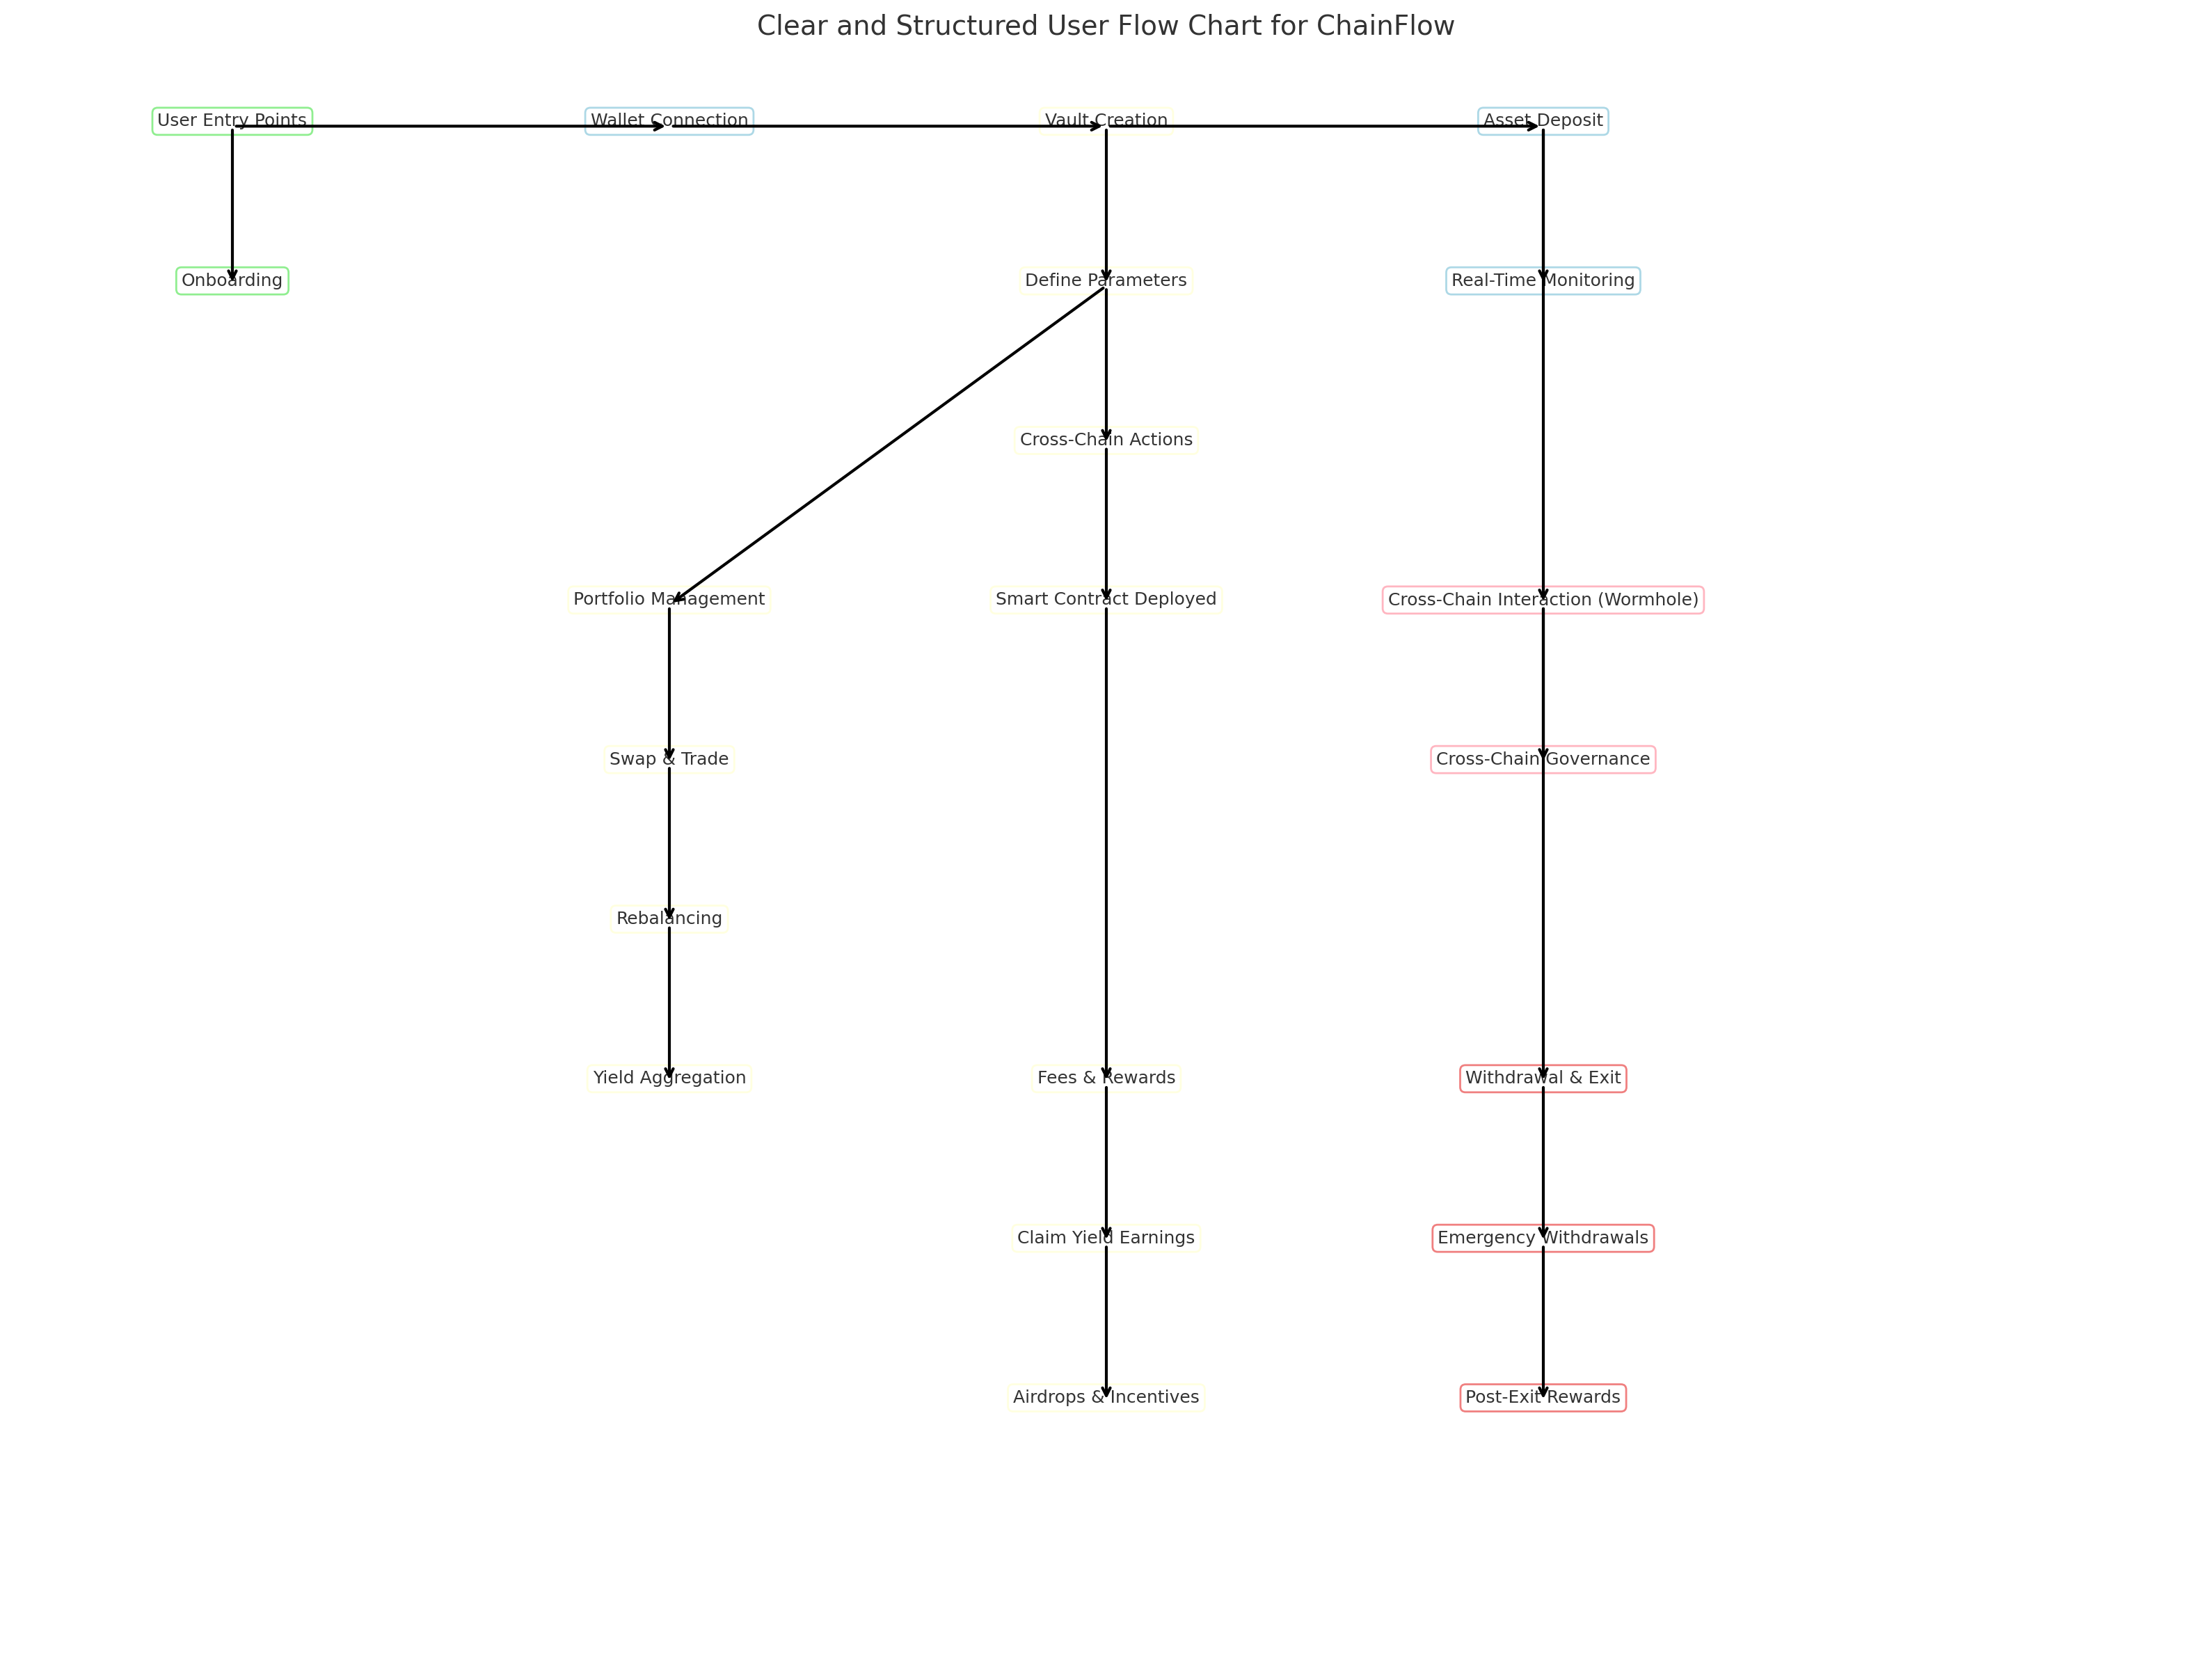 Clear and Structured User Flow Chart for ChainFlow
User Entry Points
Wallet Connection
Vault Creation
Asset Deposit
Onboarding
Define Parameters
Real-Time Monitoring
Cross-Chain Actions
Portfolio Management
Smart Contract Deployed
Cross-Chain Interaction (Wormhole)
Swap & Trade
Cross-Chain Governance
Rebalancing
Yield Aggregation
Fees & Rewards
Withdrawal & Exit
Claim Yield Earnings
Emergency Withdrawals
Airdrops & Incentives
Post-Exit Rewards